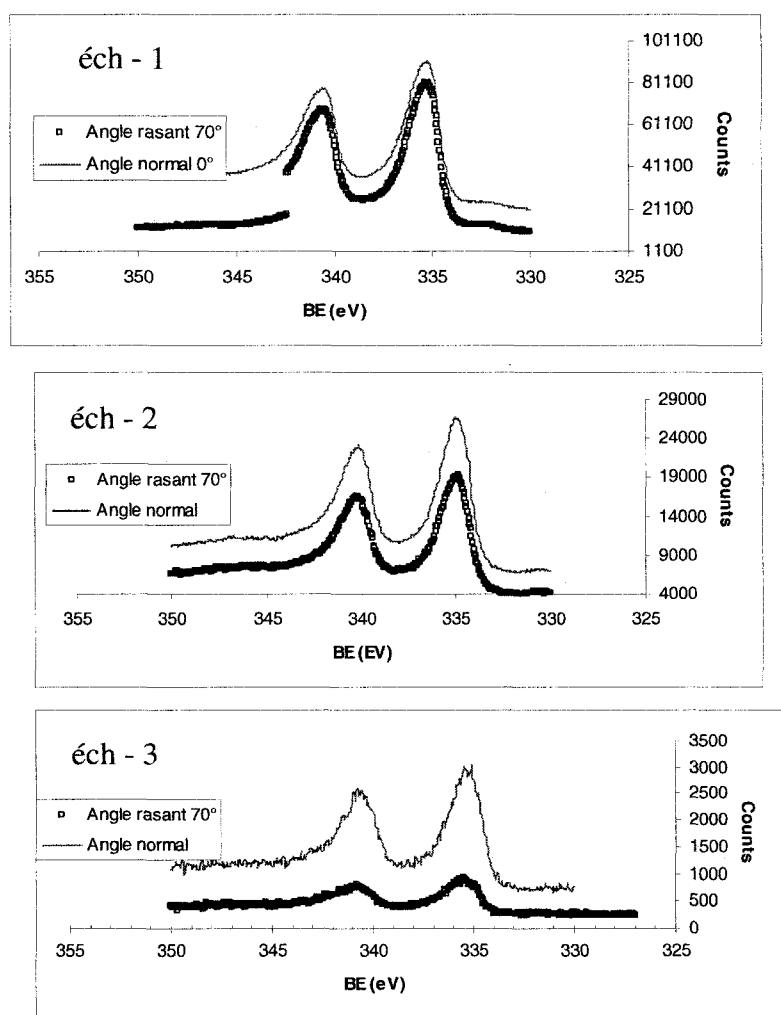 éch - 1
Angle rasant 70°
Angle normal 0°
101100
81100
61100
41100
21100
1100
Counts
355 350 345 340 335 330 325
BE (eV)
éch - 2
Angle rasant 70°
Angle normal
29000
24000
19000
14000
9000
4000
Counts
355 350 345 340 335 330 325
BE (EV)
éch - 3
Angle rasant 70°
Angle normal
3500
3000
2500
2000
1500
1000
500
0
Counts
355 350 345 340 335 330 325
BE (eV)